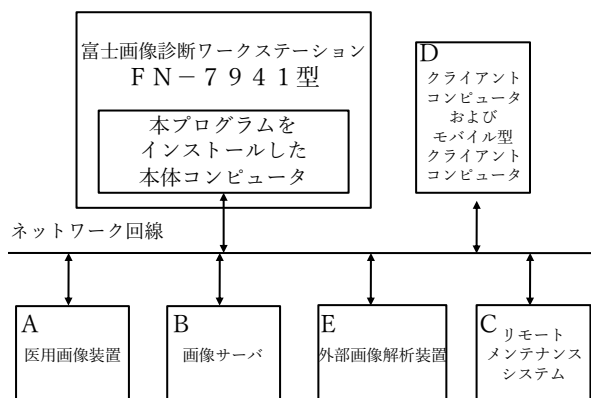 富士画像診断ワークステーション
ＦＮ－７９４１型
本プログラムを
インストールした
本体コンピュータ
D
クライアント
コンピュータ
および
モバイル型
クライアント
コンピュータ
ネットワーク回線
A
医用画像装置
B
画像サーバ
E
外部画像解析装置
C
リモート
メンテナンス
システム